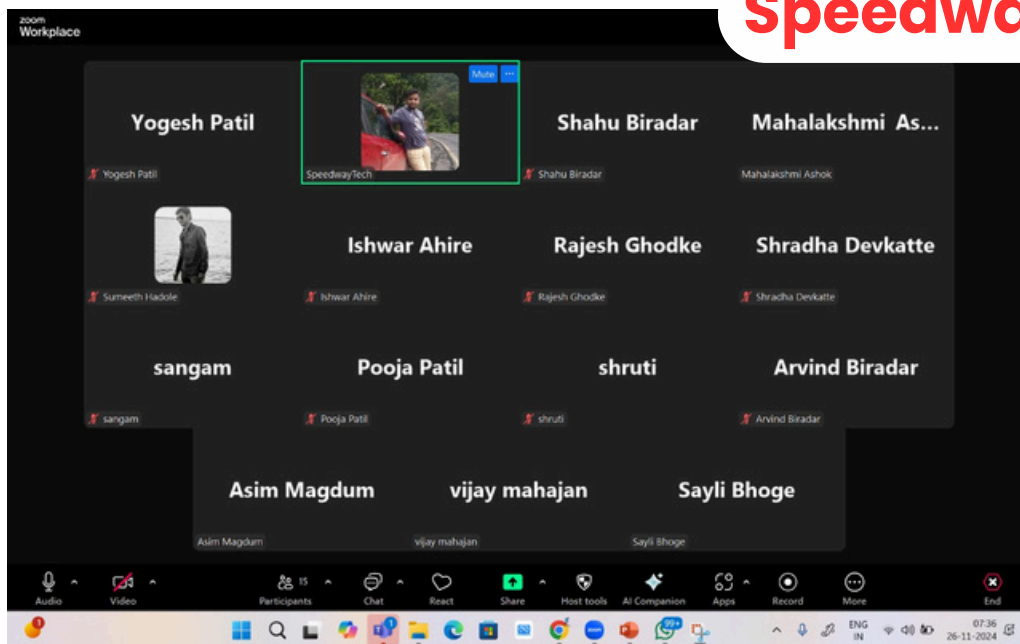 Speedwa
zoom
Workplace
Mute
Yogesh Patil
Shahu Biradar
Mahalakshmi As...
Yogesh Patil
SpeedwayTech
Shahu Biradar
Mahalakshmi Ashok
Ishwar Ahire
Rajesh Ghodke
Shradha Devkatte
Sumeeth Hadole
Ishwar Ahire
Rajesh Ghodke
Shradha Devkatte
sangam
Pooja Patil
shruti
Arvind Biradar
sangam
Pooja Patil
shruti
Arvind Biradar
Asim Magdum
vijay mahajan
Sayli Bhoge
Asim Magdum
vijay mahajan
Sayli Bhoge
15
Audio
Video
Participants
Chat
React
Share
Host tools
AI Companion
Apps
Record
More
End
1
1
99+
ENG
IN
07:36
26-11-2024